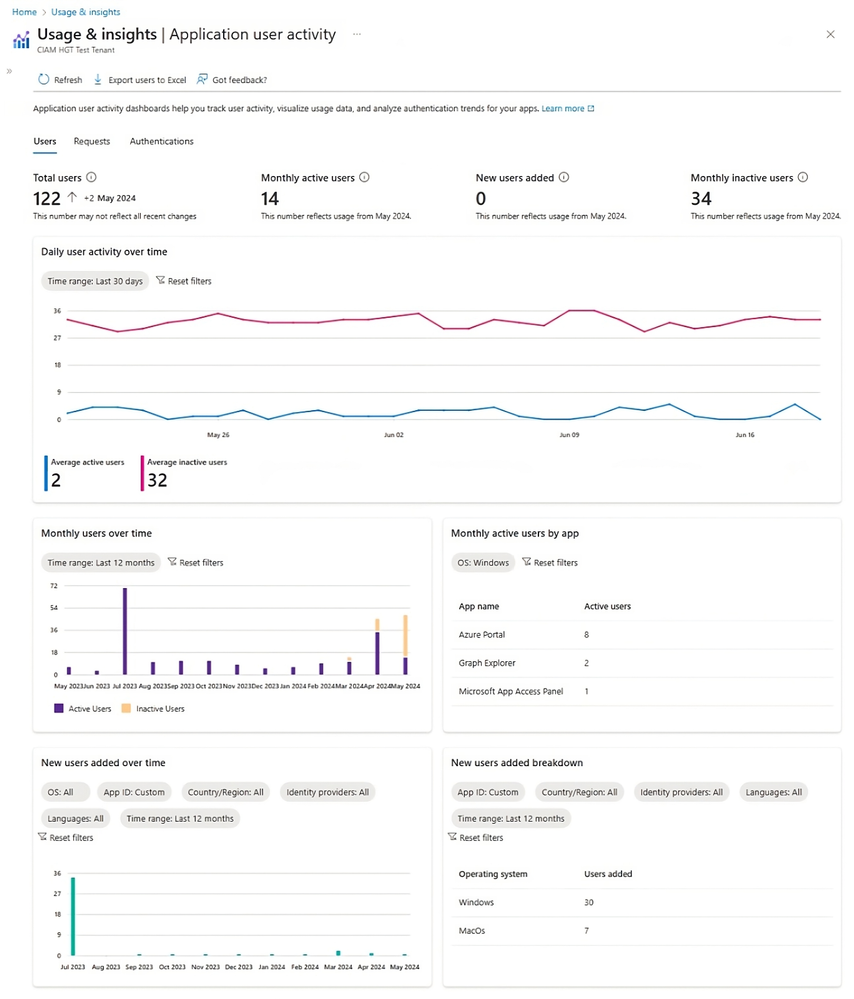 Home > Usage & insights
Usage & insights | Application user activity ...
CIAM HGT Test Tenant
Refresh Export users to Excel Got feedback?
Application user activity dashboards help you track user activity, visualize usage data, and analyze authentication trends for your apps. Learn more
Users Requests Authentications
Total users Monthly active users New users added Monthly inactive users
122 ↑ +2 May 2024 14 0 34
This number may not reflect all recent changes This number reflects usage from May 2024. This number reflects usage from May 2024. This number reflects usage from May 2024.
Daily user activity over time
Time range: Last 30 days Reset filters
36
27
18
9
0
May 26 Jun 02 Jun 09 Jun 16
Average active users Average inactive users
2 32
Monthly users over time
Time range: Last 12 months Reset filters
72
54
36
18
0
May 2023 Jun 2023 Jul 2023 Aug 2023 Sep 2023 Oct 2023 Nov 2023 Dec 2023 Jan 2024 Feb 2024 Mar 2024 Apr 2024 May 2024
Active Users Inactive Users
Monthly active users by app
OS: Windows Reset filters
App name Active users
Azure Portal 8
Graph Explorer 2
Microsoft App Access Panel 1
New users added over time
OS: All App ID: Custom Country/Region: All Identity providers: All
Languages: All Time range: Last 12 months
Reset filters
36
27
18
9
0
Jul 2023 Aug 2023 Sep 2023 Oct 2023 Nov 2023 Dec 2023 Jan 2024 Feb 2024 Mar 2024 Apr 2024 May 2024
New users added breakdown
App ID: Custom Country/Region: All Identity providers: All Languages: All
Time range: Last 12 months
Reset filters
Operating system Users added
Windows 30
MacOs 7